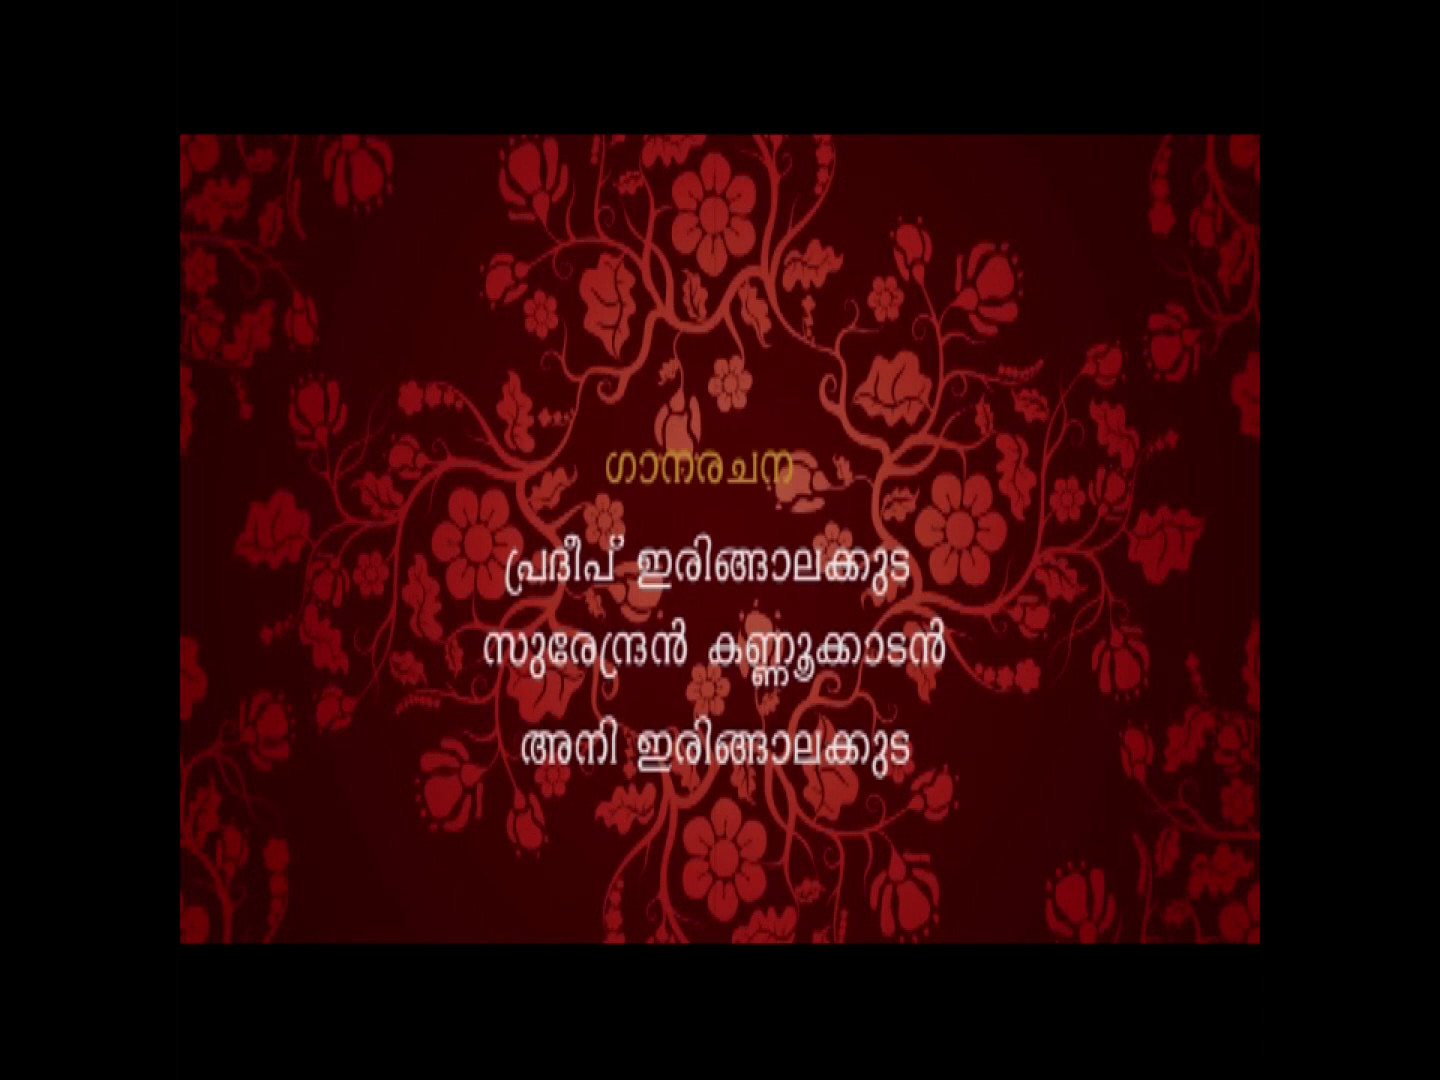 ഗാനരചന
പ്രദീപ് ഇരിങ്ങാലക്കുട
സുരേന്ദ്രൻ കണ്ണൂക്കാടൻ
അനി ഇരിങ്ങാലക്കുട